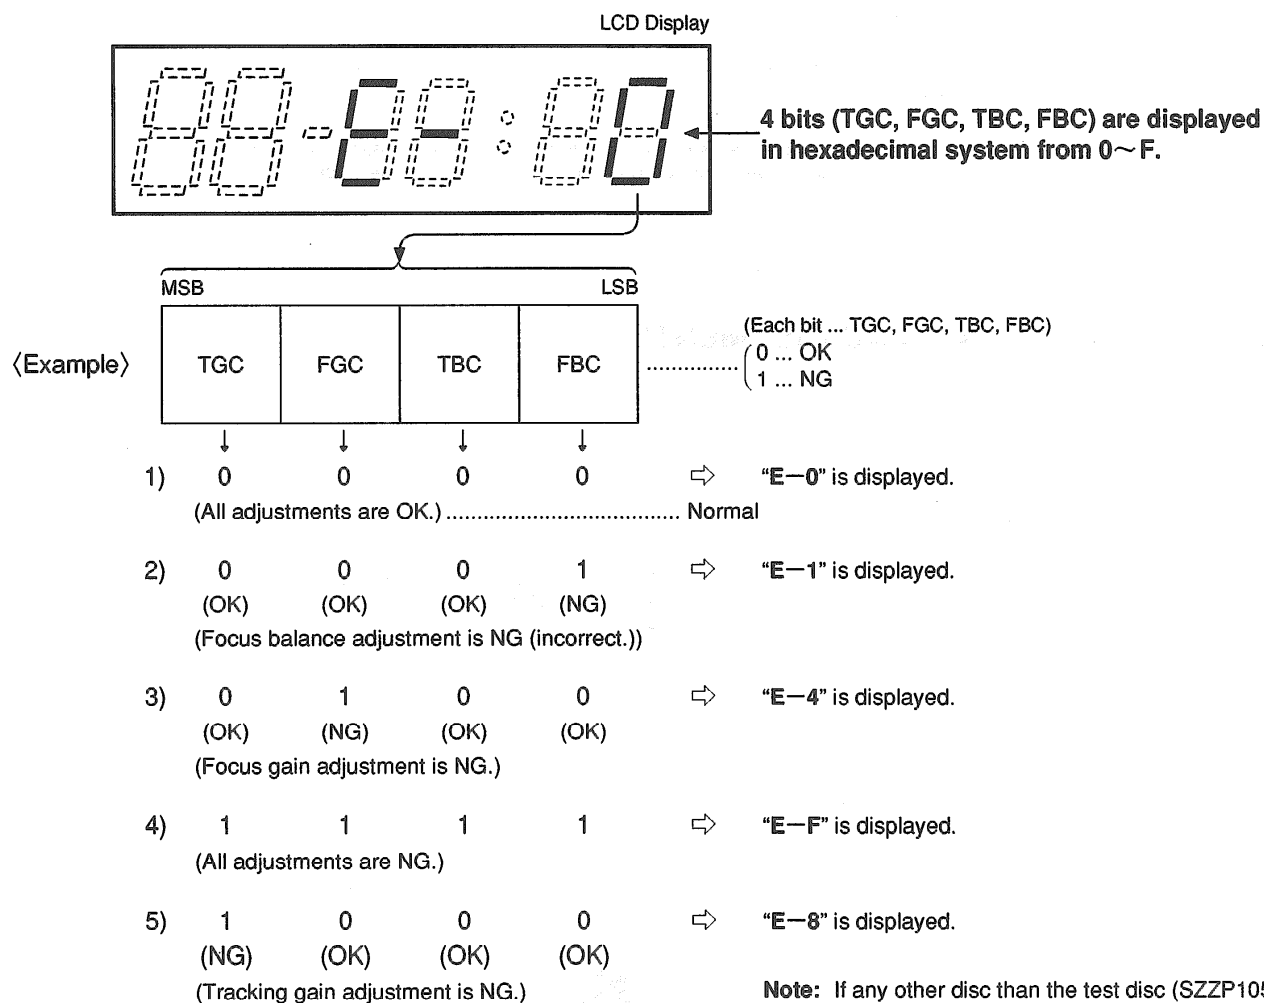 LCD Display
E- 0
4 bits (TGC, FGC, TBC, FBC) are displayed
in hexadecimal system from 0~F.
MSB LSB
(Each bit ... TGC, FGC, TBC, FBC)
〈Example〉 TGC FGC TBC FBC ............... 0 ... OK
1 ... NG
1) 0 0 0 0 ⇨ “E—0” is displayed.
(All adjustments are OK.) ...................................... Normal
2) 0 0 0 1 ⇨ “E—1” is displayed.
(OK) (OK) (OK) (NG)
(Focus balance adjustment is NG (incorrect.))
3) 0 1 0 0 ⇨ “E—4” is displayed.
(OK) (NG) (OK) (OK)
(Focus gain adjustment is NG.)
4) 1 1 1 1 ⇨ “E—F” is displayed.
(All adjustments are NG.)
5) 1 0 0 0 ⇨ “E—8” is displayed.
(NG) (OK) (OK) (OK)
(Tracking gain adjustment is NG.)
Note: If any other disc than the test disc (SZZP105